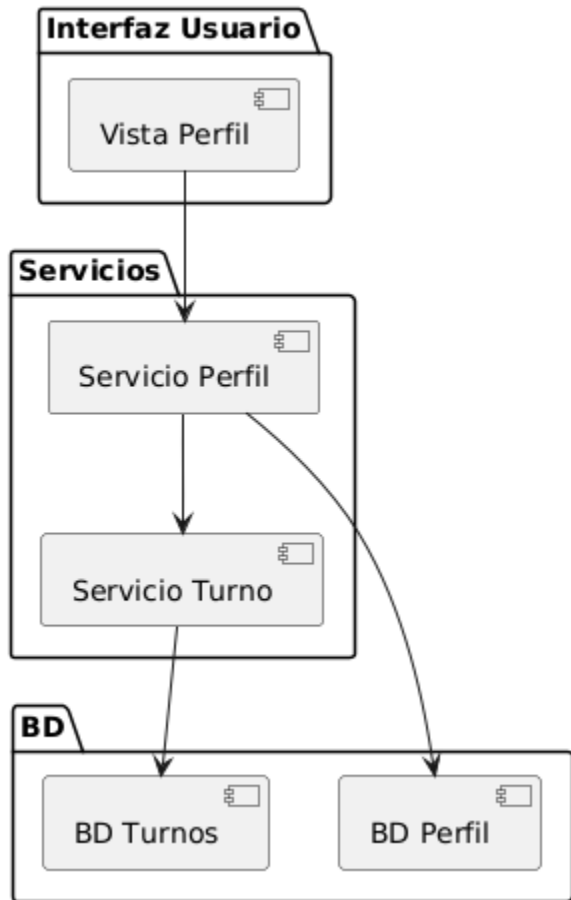 Interfaz Usuario
Vista Perfil
Servicios
Servicio Perfil
Servicio Turno
BD
BD Turnos
BD Perfil